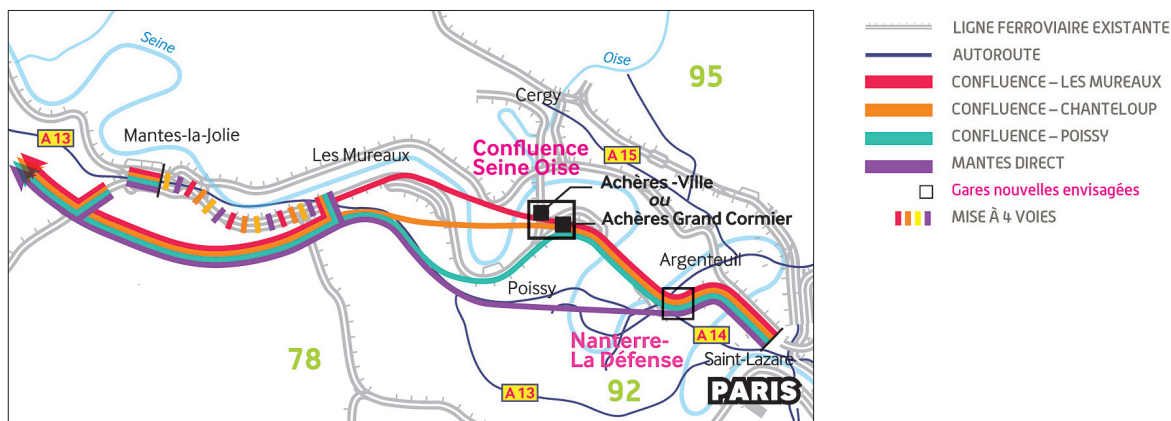 Seine
Oise
95
Cergy
A 13
Mantes-la-Jolie
Les Mureaux
Confluence
Seine Oise
A 15
Achères -Ville
ou
Achères Grand Cormier
Argenteuil
Poissy
Nanterre-
La Défense
A 14
Saint-Lazare
78
A 13
92
PARIS
LIGNE FERROVIAIRE EXISTANTE
AUTOROUTE
CONFLUENCE – LES MUREAUX
CONFLUENCE – CHANTELOUP
CONFLUENCE – POISSY
MANTES DIRECT
Gares nouvelles envisagées
MISE À 4 VOIES